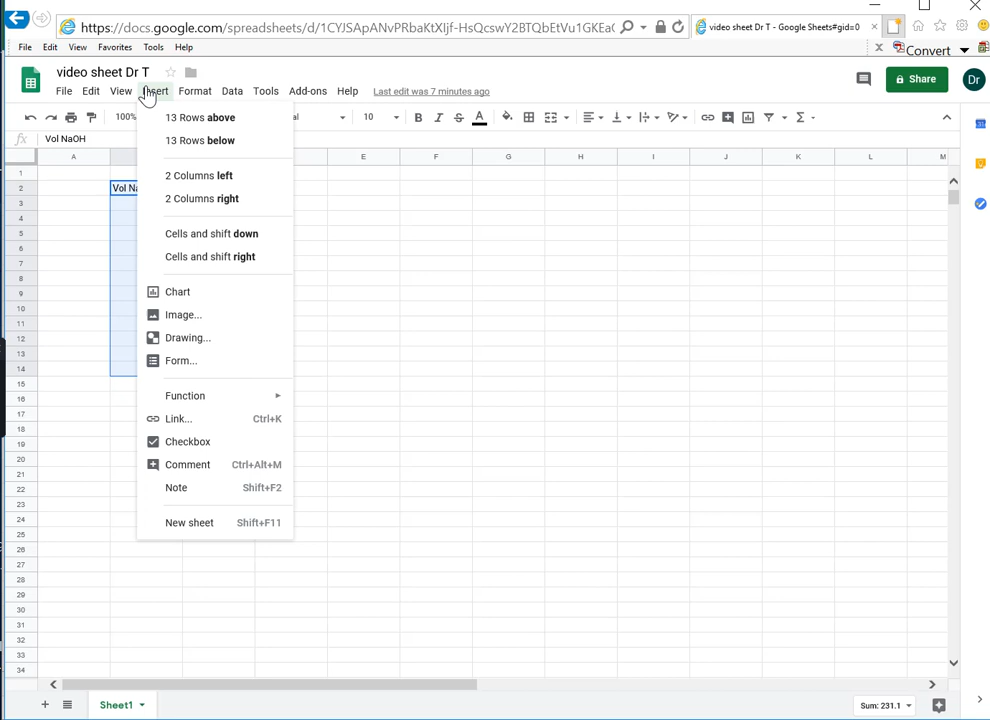 https://docs.google.com/spreadsheets/d/1CYJSApANvPRbaKtXIjf-HsQcswY2BTQbEtVu1GKEa
video sheet Dr T - Google Sheets#gid=0
File Edit View Favorites Tools Help
Convert
video sheet Dr T
File Edit View Insert Format Data Tools Add-ons Help Last edit was 7 minutes ago
Share
Dr
100% al 10 B I S A
fx Vol NaOH
A E F G H I J K L M
1
2 Vol Na
3
4
5
6
7
8
9
10
11
12
13
14
15
16
17
18
19
20
21
22
23
24
25
26
27
28
29
30
31
32
33
34
13 Rows above
13 Rows below
2 Columns left
2 Columns right
Cells and shift down
Cells and shift right
Chart
Image...
Drawing...
Form...
Function
Link... Ctrl+K
Checkbox
Comment Ctrl+Alt+M
Note Shift+F2
New sheet Shift+F11
Sheet1
Sum: 231.1